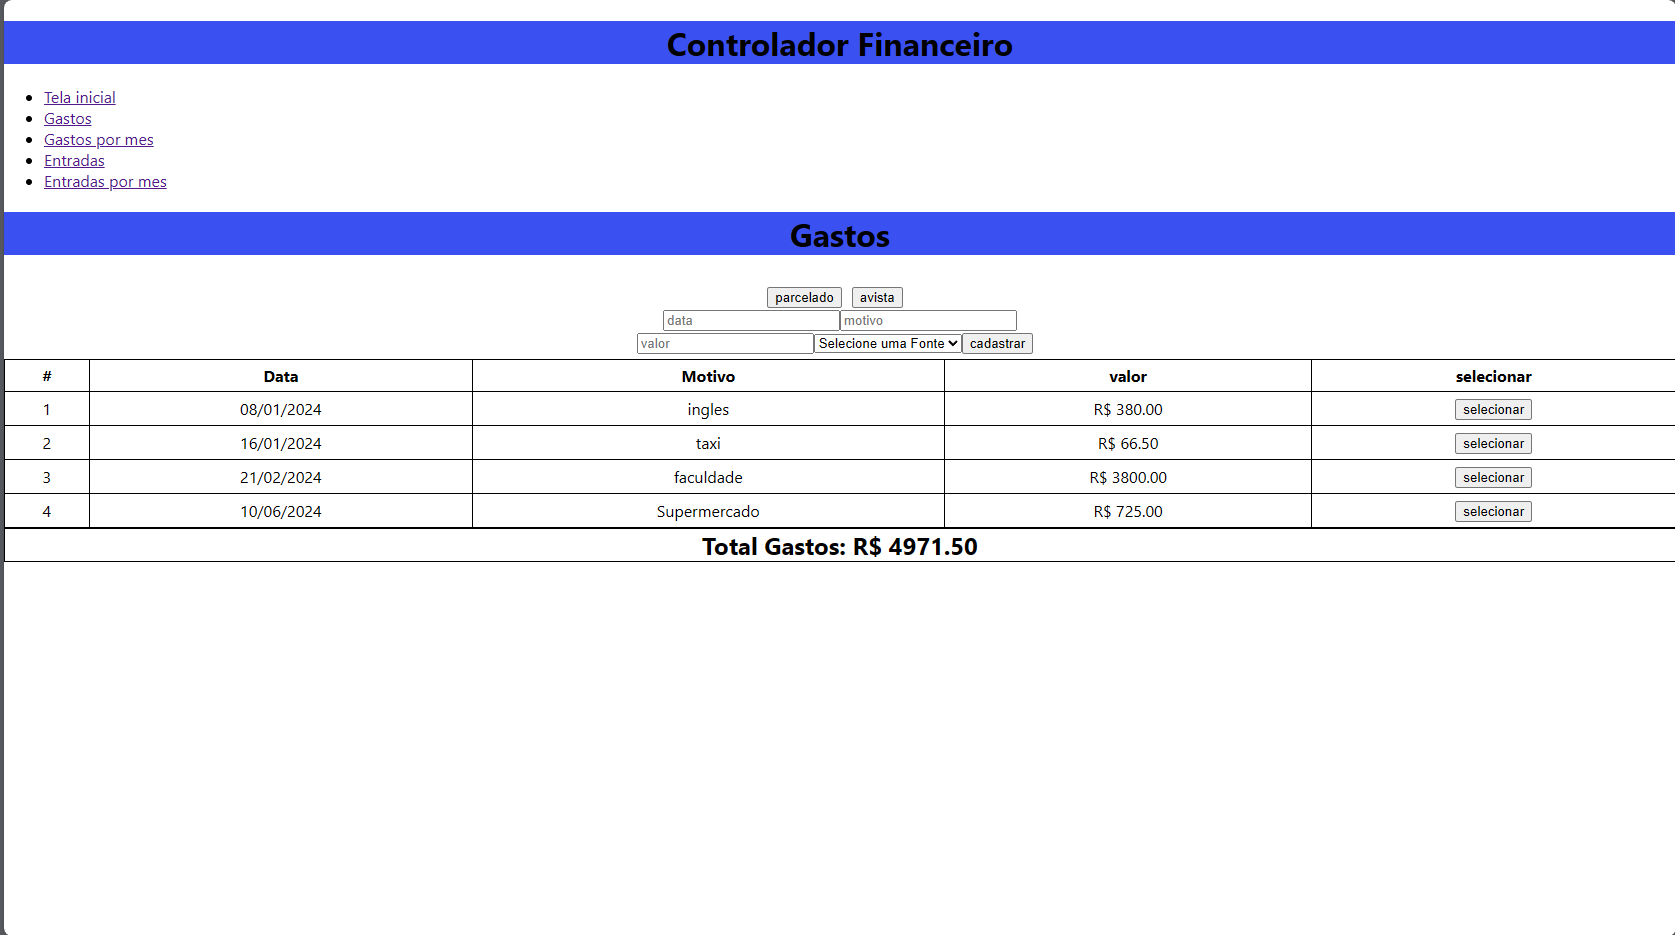 Controlador Financeiro
Tela inicial
Gastos
Gastos por mes
Entradas
Entradas por mes
Gastos
parcelado avista
data motivo
valor Selecione uma Fonte cadastrar
# Data Motivo valor selecionar
1 08/01/2024 ingles R$ 380.00 selecionar
2 16/01/2024 taxi R$ 66.50 selecionar
3 21/02/2024 faculdade R$ 3800.00 selecionar
4 10/06/2024 Supermercado R$ 725.00 selecionar
Total Gastos: R$ 4971.50